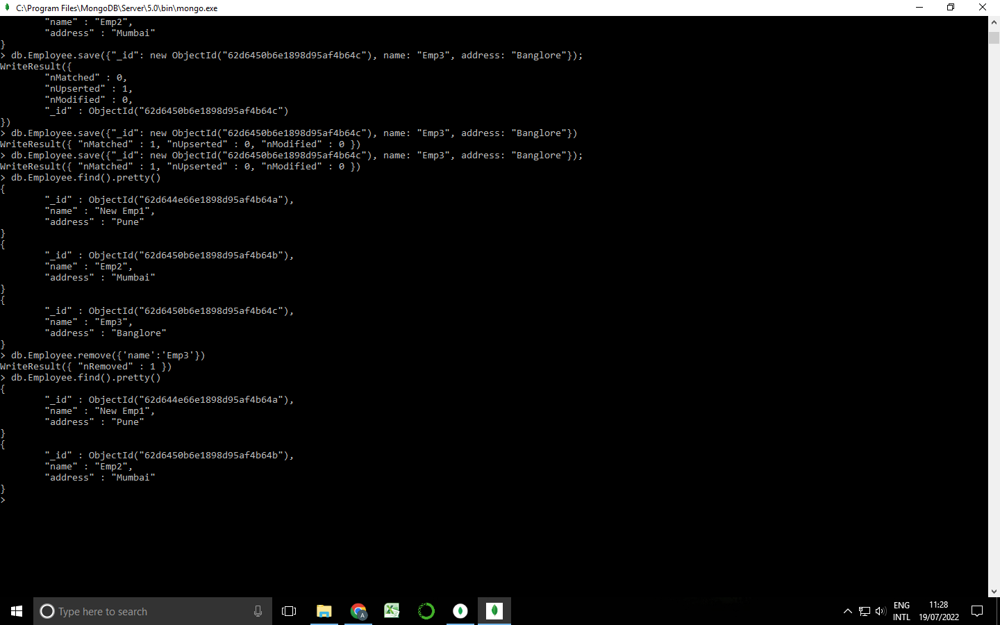 C:\Program Files\MongoDB\Server\5.0\bin\mongo.exe
        "name" : "Emp2",
        "address" : "Mumbai"
}
> db.Employee.save({"_id": new ObjectId("62d6450b6e1898d95af4b64c"), name: "Emp3", address: "Banglore"});
WriteResult({
        "nMatched" : 0,
        "nUpserted" : 1,
        "nModified" : 0,
        "_id" : ObjectId("62d6450b6e1898d95af4b64c")
})
> db.Employee.save({"_id": new ObjectId("62d6450b6e1898d95af4b64c"), name: "Emp3", address: "Banglore"})
WriteResult({ "nMatched" : 1, "nUpserted" : 0, "nModified" : 0 })
> db.Employee.save({"_id": new ObjectId("62d6450b6e1898d95af4b64c"), name: "Emp3", address: "Banglore"});
WriteResult({ "nMatched" : 1, "nUpserted" : 0, "nModified" : 0 })
> db.Employee.find().pretty()
{
        "_id" : ObjectId("62d644e66e1898d95af4b64a"),
        "name" : "New Emp1",
        "address" : "Pune"
}
{
        "_id" : ObjectId("62d6450b6e1898d95af4b64b"),
        "name" : "Emp2",
        "address" : "Mumbai"
}
{
        "_id" : ObjectId("62d6450b6e1898d95af4b64c"),
        "name" : "Emp3",
        "address" : "Banglore"
}
> db.Employee.remove({'name':'Emp3'})
WriteResult({ "nRemoved" : 1 })
> db.Employee.find().pretty()
{
        "_id" : ObjectId("62d644e66e1898d95af4b64a"),
        "name" : "New Emp1",
        "address" : "Pune"
}
{
        "_id" : ObjectId("62d6450b6e1898d95af4b64b"),
        "name" : "Emp2",
        "address" : "Mumbai"
}
>
Type here to search
A
ENG
INTL
11:28
19/07/2022